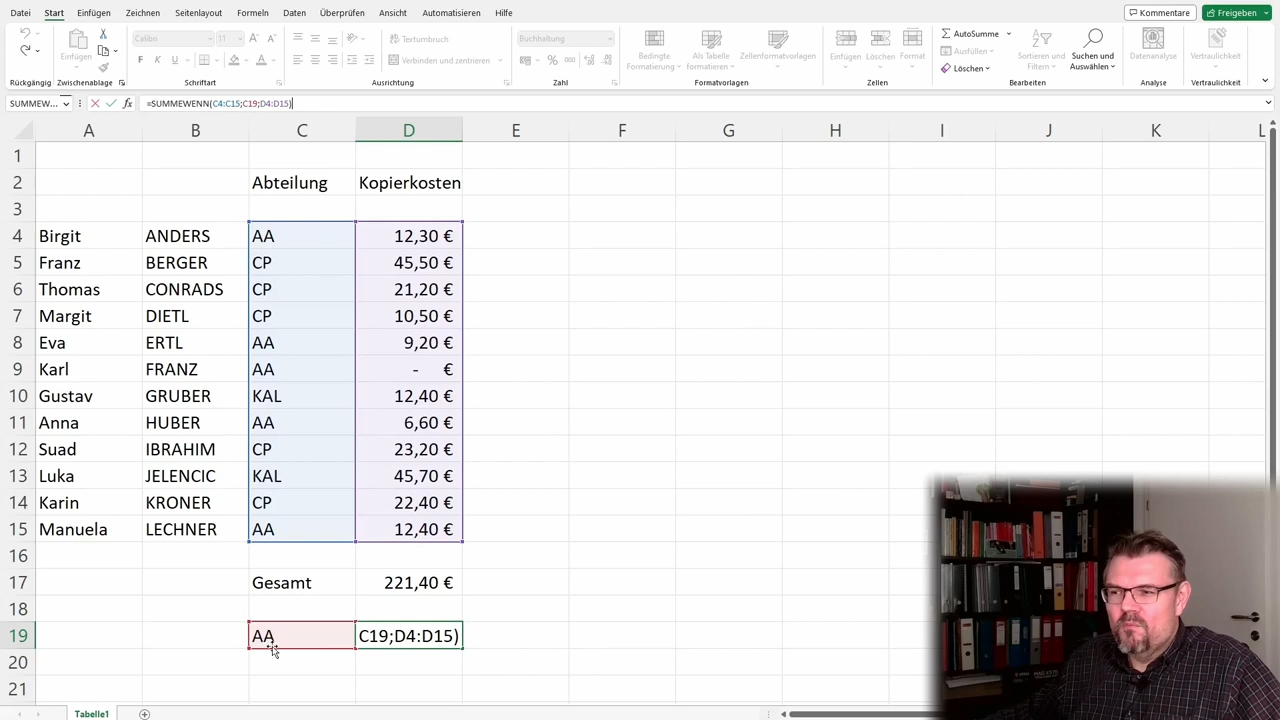 Datei Start Einfügen Zeichnen Seitenlayout Formeln Daten Überprüfen Ansicht Automatisieren Hilfe Kommentare Freigeben
Calibri 11 Textumbruch Buchhaltung AutoSumme
Einfügen Verbinden und zentrieren Bedingte Formatierung Als Tabelle formatieren Zellenformatvorlagen Einfügen Löschen Format Ausfüllen Sortieren und Filtern Suchen und Auswählen Datenanalyse Vertraulichkeit
Löschen
Rückgängig Zwischenablage Schriftart Ausrichtung Zahl Formatvorlagen Zellen Bearbeiten Analyse Vertraulichkeit
SUMMEW... =SUMMEWENN(C4:C15;C19;D4:D15)
A B C D E F G H I J K L
1
2 Abteilung Kopierkosten
3
4 Birgit ANDERS AA 12,30 €
5 Franz BERGER CP 45,50 €
6 Thomas CONRADS CP 21,20 €
7 Margit DIETL CP 10,50 €
8 Eva ERTL AA 9,20 €
9 Karl FRANZ AA - €
10 Gustav GRUBER KAL 12,40 €
11 Anna HUBER AA 6,60 €
12 Suad IBRAHIM CP 23,20 €
13 Luka JELENCIC KAL 45,70 €
14 Karin KRONER CP 22,40 €
15 Manuela LECHNER AA 12,40 €
16
17 Gesamt 221,40 €
18
19 AA C19;D4:D15)
20
21
Tabelle1